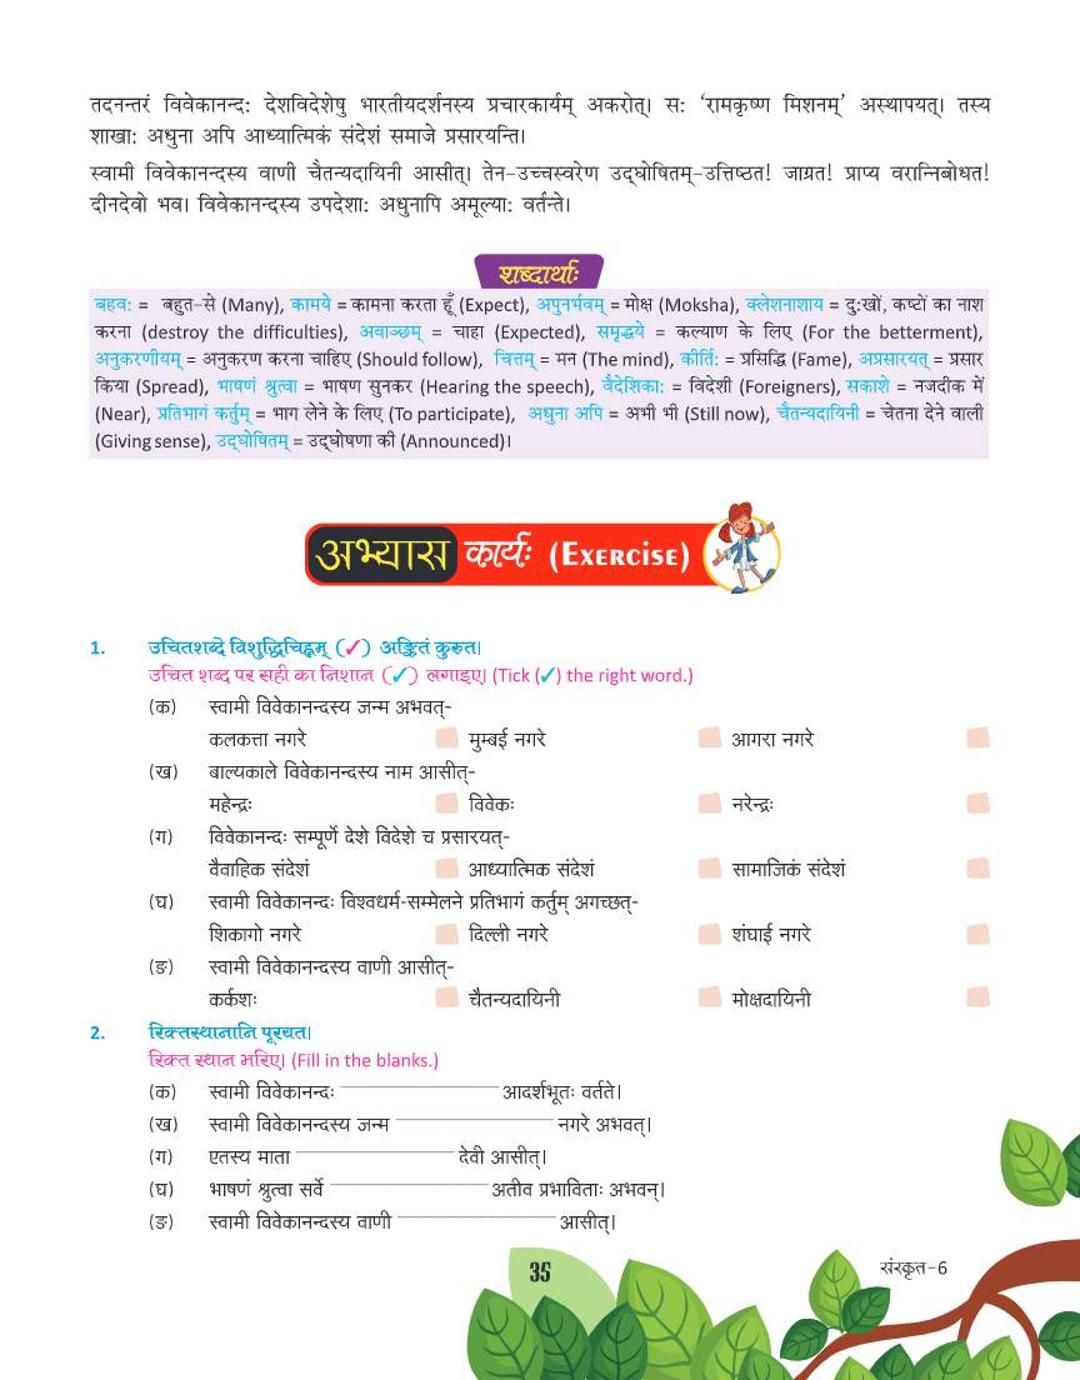 तदनन्तरं विवेकानन्द: देशविदेशेषु भारतीयदर्शनस्य प्रचारकार्यम् अकरोत्। स: ‘रामकृष्ण मिशनम्’ अस्थापयत्। तस्य
शाखा: अधुना अपि आध्यात्मिकं संदेशं समाजे प्रसारयन्ति।
स्वामी विवेकानन्दस्य वाणी चैतन्यदायिनी आसीत्। तेन-उच्चस्वरेण उद्घोषितम्-उत्तिष्ठत! जाग्रत! प्राप्य वरान्निबोधत!
दीनदेवो भव। विवेकानन्दस्य उपदेशा: अधुनापि अमूल्या: वर्तन्ते।
शब्दार्थाः
बहव: = बहुत-से (Many), कामये = कामना करता हूँ (Expect), अपुनर्भवम् = मोक्ष (Moksha), क्लेशनाशाय = दु:खों, कष्टों का नाश
करना (destroy the difficulties), अवाञ्छम् = चाहा (Expected), समृद्धये = कल्याण के लिए (For the betterment),
अनुकरणीयम् = अनुकरण करना चाहिए (Should follow), चित्तम् = मन (The mind), कीर्ति: = प्रसिद्धि (Fame), अप्रसारयत् = प्रसार
किया (Spread), भाषणं श्रुत्वा = भाषण सुनकर (Hearing the speech), वैदेशिका: = विदेशी (Foreigners), सकाशे = नजदीक में
(Near), प्रतिभागं कर्तुम् = भाग लेने के लिए (To participate), अधुना अपि = अभी भी (Still now), चैतन्यदायिनी = चेतना देने वाली
(Giving sense), उद्घोषितम् = उद्घोषणा की (Announced)।
अभ्यास कार्यः (Exercise)
1. उचितशब्दे विशुद्धिचिह्नम् (✓) अङ्कितं कुरुत।
उचित शब्द पर सही का निशान (✓) लगाइए। (Tick (✓) the right word.)
(क) स्वामी विवेकानन्दस्य जन्म अभवत्-
कलकत्ता नगरे मुम्बई नगरे आगरा नगरे
(ख) बाल्यकाले विवेकानन्दस्य नाम आसीत्-
महेन्द्रः विवेकः नरेन्द्रः
(ग) विवेकानन्दः सम्पूर्णे देशे विदेशे च प्रसारयत्-
वैवाहिक संदेशं आध्यात्मिक संदेशं सामाजिकं संदेशं
(घ) स्वामी विवेकानन्दः विश्वधर्म-सम्मेलने प्रतिभागं कर्तुम् अगच्छत्-
शिकागो नगरे दिल्ली नगरे शंघाई नगरे
(ङ) स्वामी विवेकानन्दस्य वाणी आसीत्-
कर्कशः चैतन्यदायिनी मोक्षदायिनी
2. रिक्तस्थानानि पूरयत।
रिक्त स्थान भरिए। (Fill in the blanks.)
(क) स्वामी विवेकानन्दः ____________ आदर्शभूतः वर्तते।
(ख) स्वामी विवेकानन्दस्य जन्म ____________ नगरे अभवत्।
(ग) एतस्य माता ____________ देवी आसीत्।
(घ) भाषणं श्रुत्वा सर्वे ____________ अतीव प्रभाविताः अभवन्।
(ङ) स्वामी विवेकानन्दस्य वाणी ____________ आसीत्।
35
संस्कृत-6